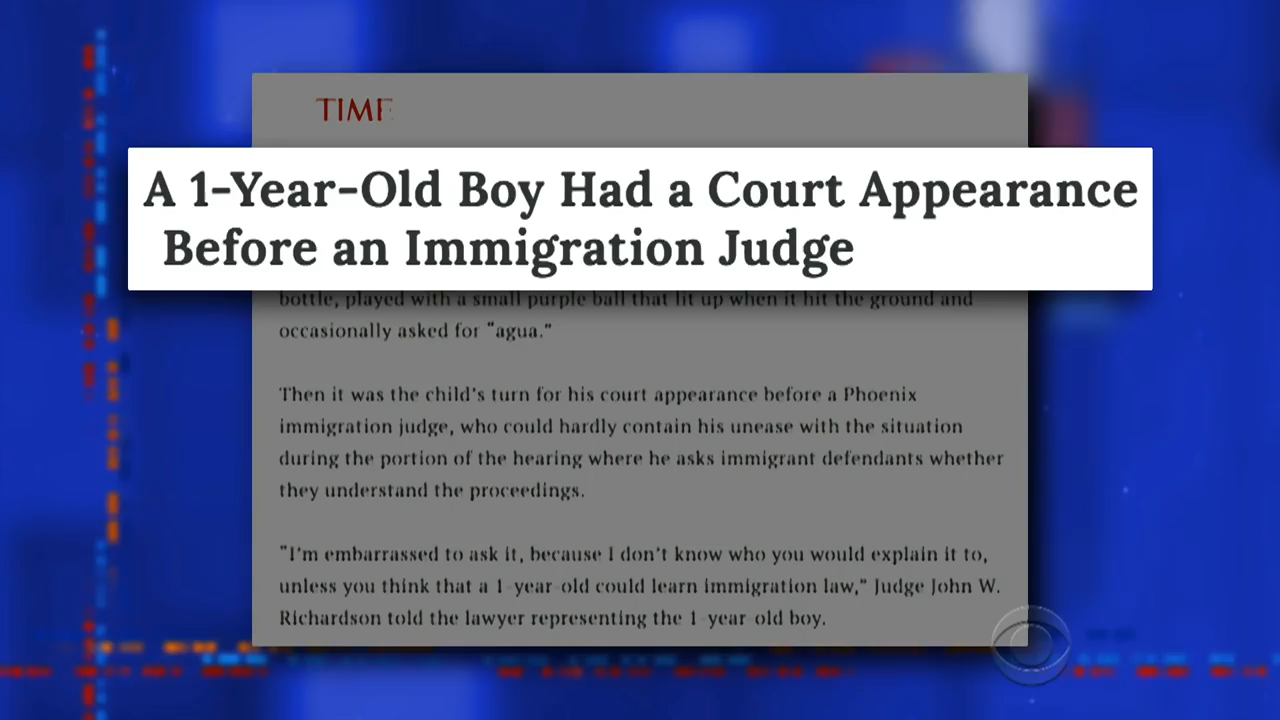 TIME
A 1-Year-Old Boy Had a Court Appearance
Before an Immigration Judge
bottle, played with a small purple ball that lit up when it hit the ground and
occasionally asked for “agua.”
Then it was the child’s turn for his court appearance before a Phoenix
immigration judge, who could hardly contain his unease with the situation
during the portion of the hearing where he asks immigrant defendants whether
they understand the proceedings.
“I’m embarrassed to ask it, because I don’t know who you would explain it to,
unless you think that a 1-year-old could learn immigration law,” Judge John W.
Richardson told the lawyer representing the 1-year-old boy.